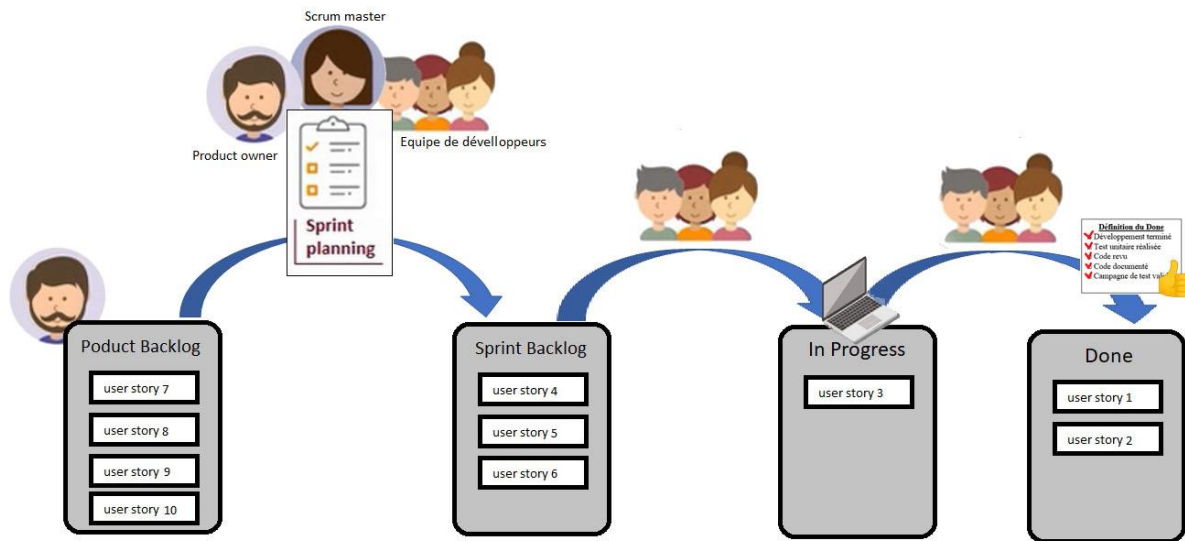 Scrum master
Product owner
Equipe de dévelloppeurs
Sprint
planning
Définition du Done
Développement terminé
Test unitaire réalisée
Code revu
Code documenté
Campagne de test
Poduct Backlog
user story 7
user story 8
user story 9
user story 10
Sprint Backlog
user story 4
user story 5
user story 6
In Progress
user story 3
Done
user story 1
user story 2